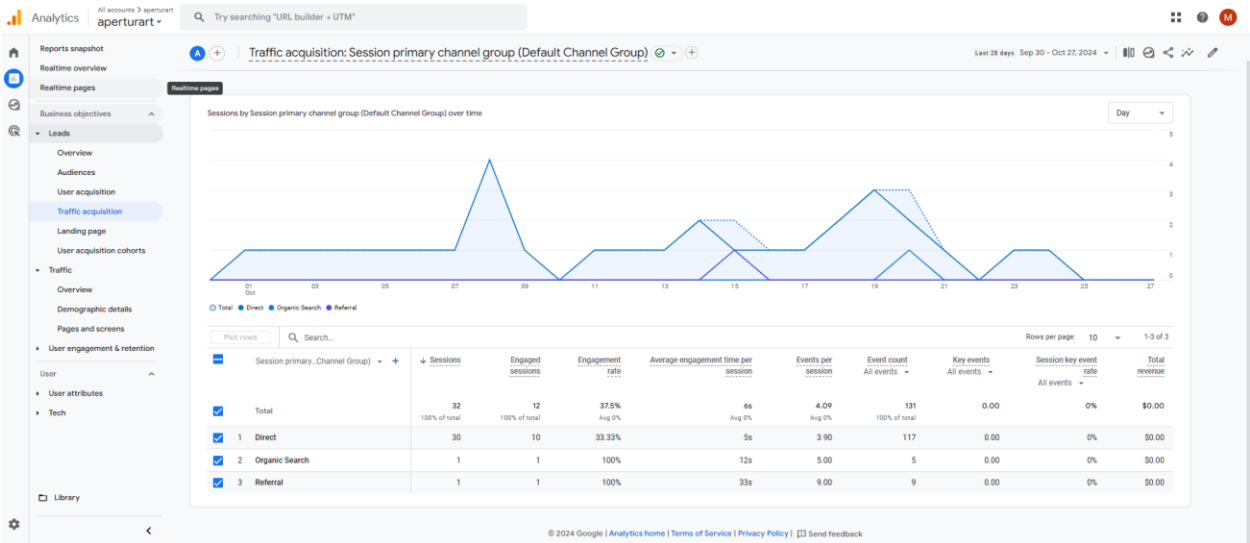 Analytics
All accounts > aperturart
aperturart
Try searching "URL builder + UTM"
M
Reports snapshot
Realtime overview
Realtime pages
Realtime pages
Business objectives
Leads
Overview
Audiences
User acquisition
Traffic acquisition
Landing page
User acquisition cohorts
Traffic
Overview
Demographic details
Pages and screens
User engagement & retention
User
User attributes
Tech
Library
A
Traffic acquisition: Session primary channel group (Default Channel Group)
Last 28 days Sep 30 - Oct 27, 2024
Sessions by Session primary channel group (Default Channel Group) over time
Day
5
4
3
2
1
0
01 03 05 07 09 11 13 15 17 19 21 23 25 27
Oct
Total Direct Organic Search Referral
Plot rows Search... Rows per page: 10 1-3 of 3
Session primary...Channel Group) + Sessions Engaged sessions Engagement rate Average engagement time per session Events per session Event count All events Key events All events Session key event rate All events Total revenue
Total 32 12 37.5% 6s 4.09 131 0.00 0% $0.00
100% of total 100% of total Avg 0% Avg 0% Avg 0% 100% of total
1 Direct 30 10 33.33% 5s 3.90 117 0.00 0% $0.00
2 Organic Search 1 1 100% 12s 5.00 5 0.00 0% $0.00
3 Referral 1 1 100% 33s 9.00 9 0.00 0% $0.00
© 2024 Google | Analytics home | Terms of Service | Privacy Policy | Send feedback